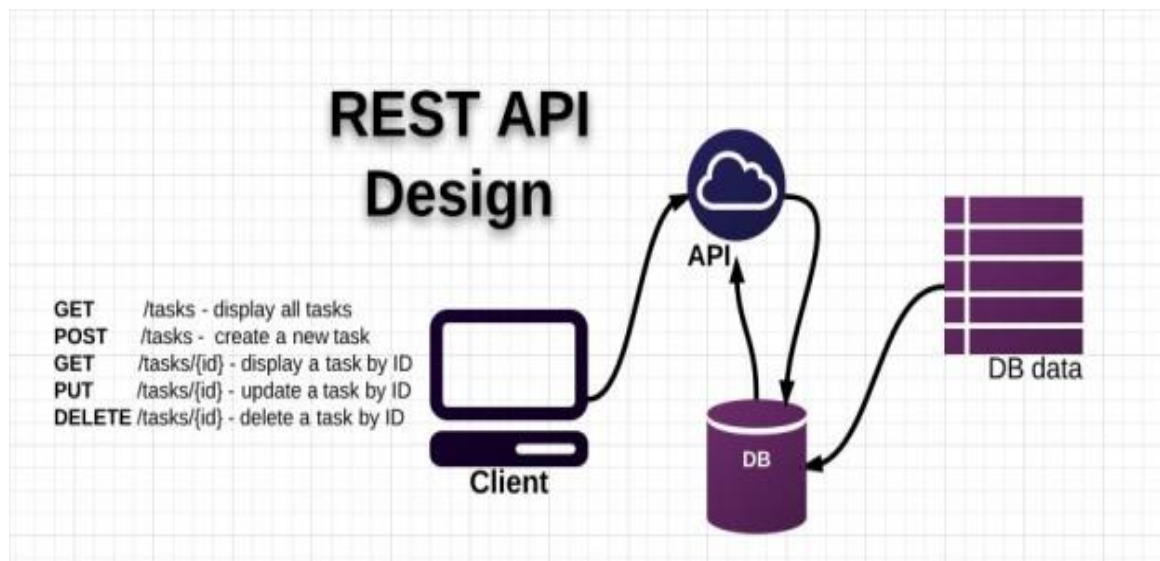 REST API
Design
API
GET /tasks - display all tasks
POST /tasks - create a new task
GET /tasks/{id} - display a task by ID
PUT /tasks/{id} - update a task by ID
DELETE /tasks/{id} - delete a task by ID
Client
DB
DB data